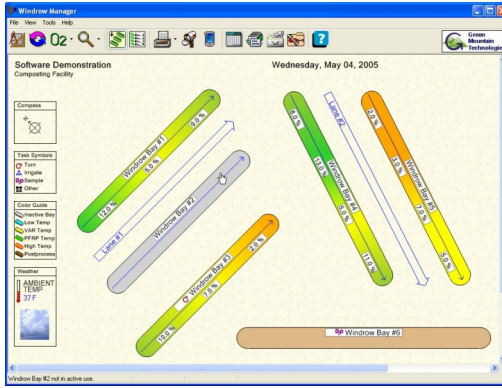 Windrow Manager
File View Tools Help
O2
Green
Mountain
Technologies
Software Demonstration
Composting Facility
Wednesday, May 04, 2005
Compass
N
Task Symbols
Turn
Irrigate
Sample
Other
Color Guide
Inactive Bay
Low Temp
VAR Temp
PFRP Temp
High Temp
Postprocess
Weather
AMBIENT
TEMP
37 F
Windrow Bay #1
12.0 %
5.0 %
9.0 %
Lane #1
Windrow Bay #2
Windrow Bay #3
10.0 %
7.0 %
2.0 %
Windrow Bay #4
8.0 %
13.0 %
5.0 %
11.0 %
Lane #2
Windrow Bay #5
2.0 %
3.0 %
7.0 %
5.0 %
Windrow Bay #6
Windrow Bay #2 not in active use.